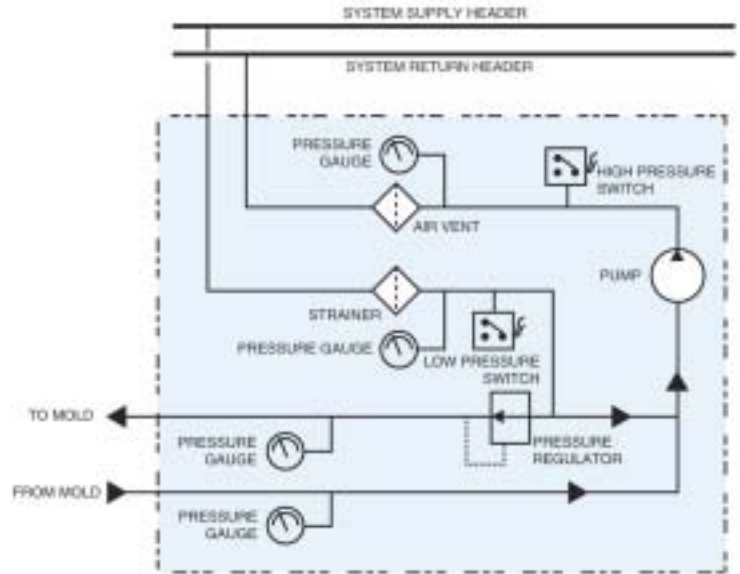 SYSTEM SUPPLY HEADER
SYSTEM RETURN HEADER
PRESSURE
GAUGE
HIGH PRESSURE
SWITCH
AIR VENT
PUMP
STRAINER
PRESSURE GAUGE
LOW PRESSURE
SWITCH
TO MOLD
PRESSURE
GAUGE
PRESSURE
REGULATOR
FROM MOLD
PRESSURE
GAUGE